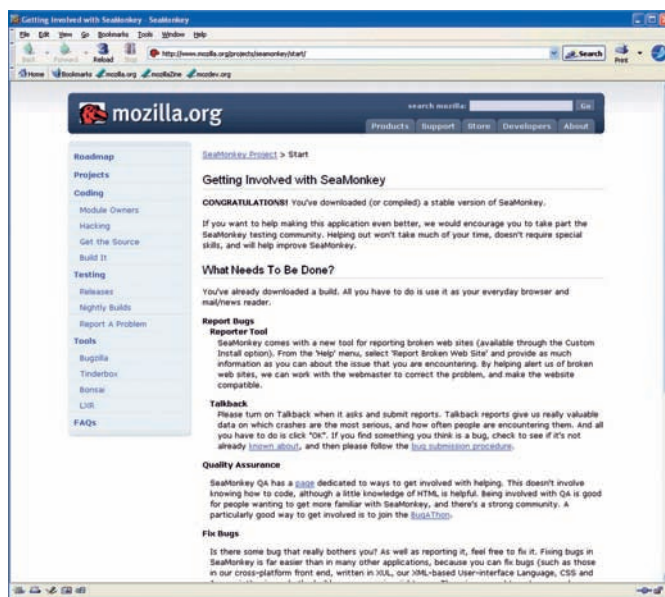 Getting Involved with SeaMonkey - SeaMonkey
File Edit View Go Bookmarks Tools Window Help
Back Forward Reload Stop http://www.mozilla.org/projects/seamonkey/start/ Search Print
Home Bookmarks mozilla.org mozillaZine mozdev.org
mozilla.org
search mozilla: Go
Products Support Store Developers About
Roadmap
Projects
Coding
Module Owners
Hacking
Get the Source
Build It
Testing
Releases
Nightly Builds
Report A Problem
Tools
Bugzilla
Tinderbox
Bonsai
LXR
FAQs
SeaMonkey Project > Start
Getting Involved with SeaMonkey
CONGRATULATIONS! You've downloaded (or compiled) a stable version of SeaMonkey.
If you want to help making this application even better, we would encourage you to take part the
SeaMonkey testing community. Helping out won't take much of your time, doesn't require special
skills, and will help improve SeaMonkey.
What Needs To Be Done?
You've already downloaded a build. All you have to do is use it as your everyday browser and
mail/news reader.
Report Bugs
Reporter Tool
SeaMonkey comes with a new tool for reporting broken web sites (available through the Custom
Install option). From the 'Help' menu, select 'Report Broken Web Site' and provide as much
information as you can about the issue that you are encountering. By helping alert us of broken
web sites, we can work with the webmaster to correct the problem, and make the website
compatible.
Talkback
Please turn on Talkback when it asks and submit reports. Talkback reports give us really valuable
data on which crashes are the most serious, and how often people are encountering them. And all
you have to do is click "OK". If you find something you think is a bug, check to see if it's not
already known about, and then please follow the bug submission procedure.
Quality Assurance
SeaMonkey QA has a page dedicated to ways to get involved with helping. This doesn't involve
knowing how to code, although a little knowledge of HTML is helpful. Being involved with QA is good
for people wanting to get more familiar with SeaMonkey, and there's a strong community. A
particularly good way to get involved is to join the BugAThon.
Fix Bugs
Is there some bug that really bothers you? As well as reporting it, feel free to fix it. Fixing bugs in
SeaMonkey is far easier than in many other applications, because you can fix bugs (such as those
in our cross-platform front end, written in XUL, our XML-based User-interface Language, CSS and